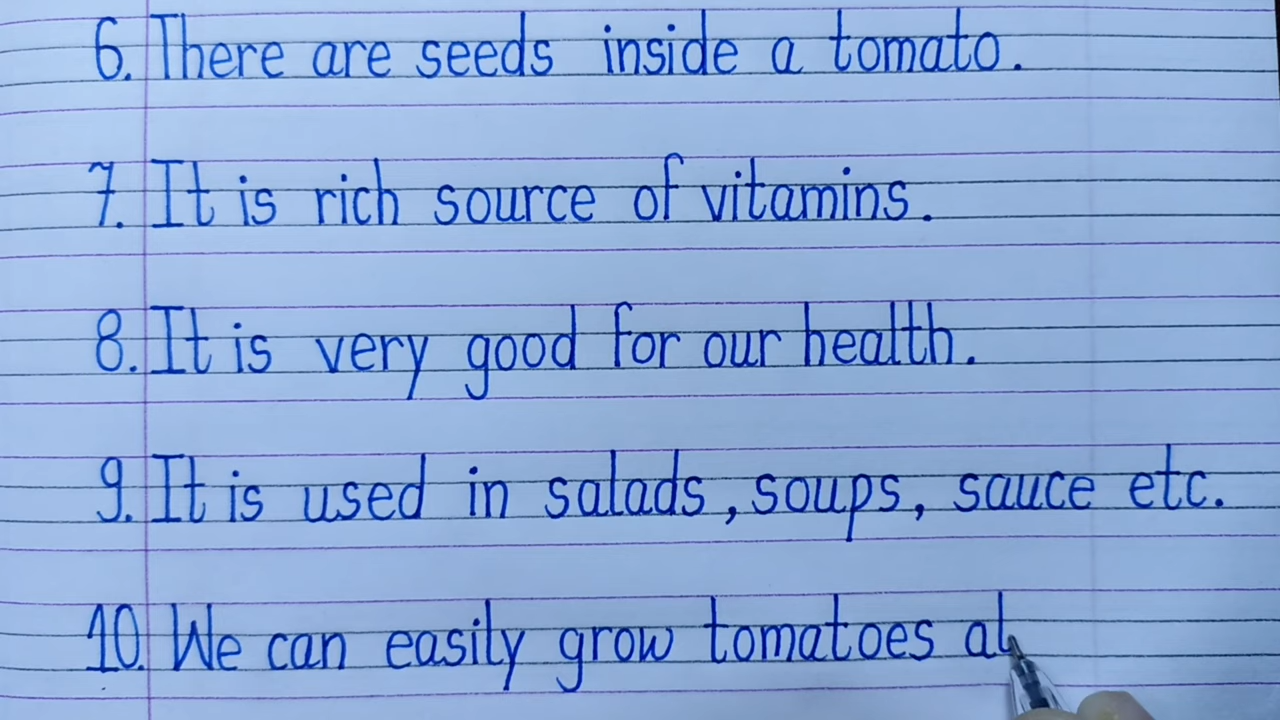 6. There are seeds inside a tomato.
7. It is rich source of vitamins.
8. It is very good for our health.
9. It is used in salads, soups, sauce etc.
10. We can easily grow tomatoes at